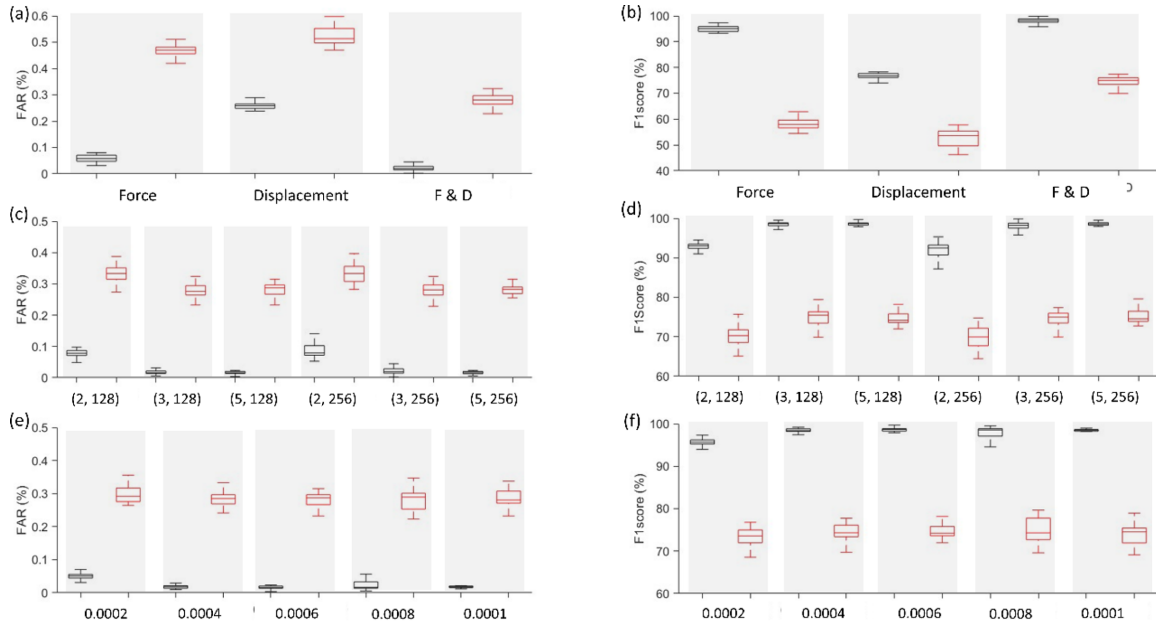 (a)
0.6
0.5
0.4
0.3
0.2
0.1
0
FAR (%)
Force Displacement F & D
(b)
100
90
80
70
60
50
40
F1score (%)
Force Displacement F & D
(c)
0.5
0.4
0.3
0.2
0.1
0
FAR (%)
(2, 128) (3, 128) (5, 128) (2, 256) (3, 256) (5, 256)
(d)
100
90
80
70
60
F1Score (%)
(2, 128) (3, 128) (5, 128) (2, 256) (3, 256) (5, 256)
(e)
0.5
0.4
0.3
0.2
0.1
0
FAR (%)
0.0002 0.0004 0.0006 0.0008 0.0001
(f)
100
90
80
70
60
F1score (%)
0.0002 0.0004 0.0006 0.0008 0.0001